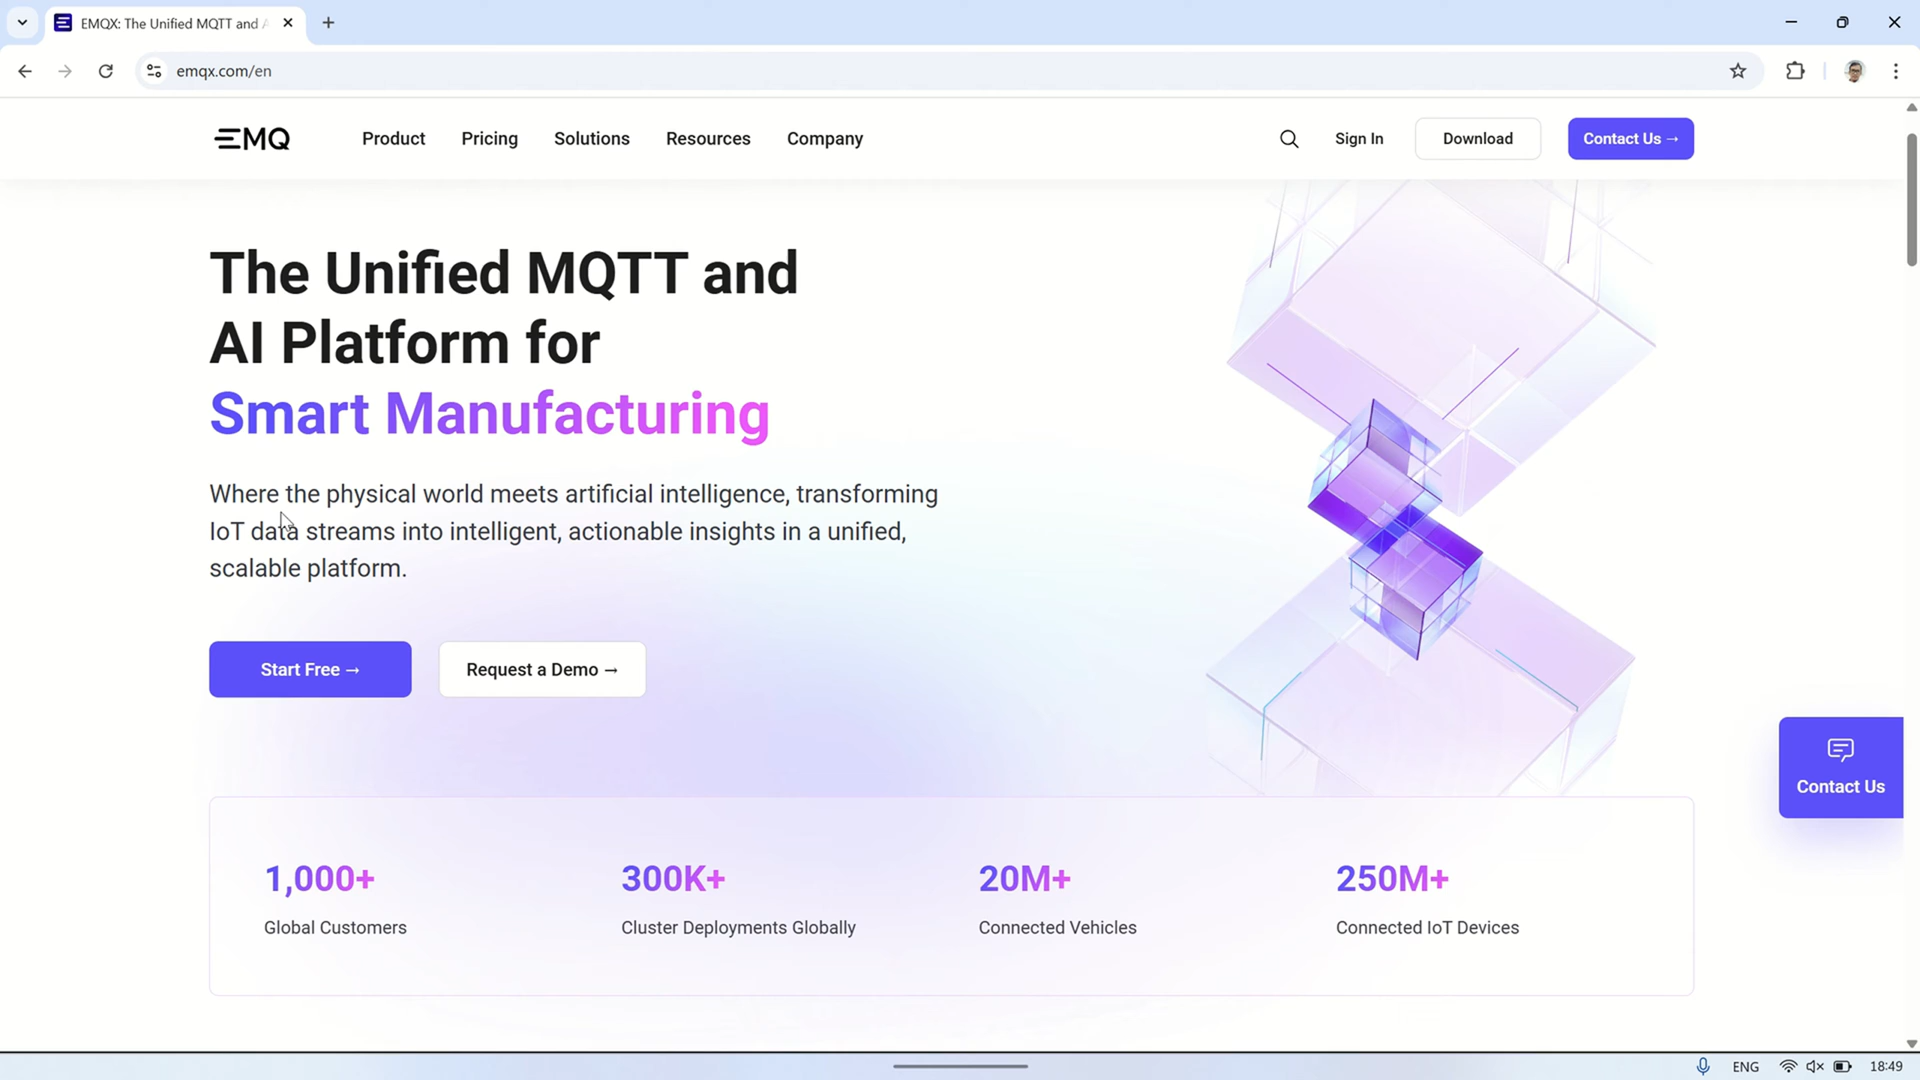 EMQX: The Unified MQTT and
emqx.com/en
EMQ
Product
Pricing
Solutions
Resources
Company
Sign In
Download
Contact Us →
The Unified MQTT and
AI Platform for
Smart Manufacturing
Where the physical world meets artificial intelligence, transforming
IoT data streams into intelligent, actionable insights in a unified,
scalable platform.
Start Free →
Request a Demo →
Contact Us
1,000+
300K+
20M+
250M+
Global Customers
Cluster Deployments Globally
Connected Vehicles
Connected IoT Devices
ENG
18:49